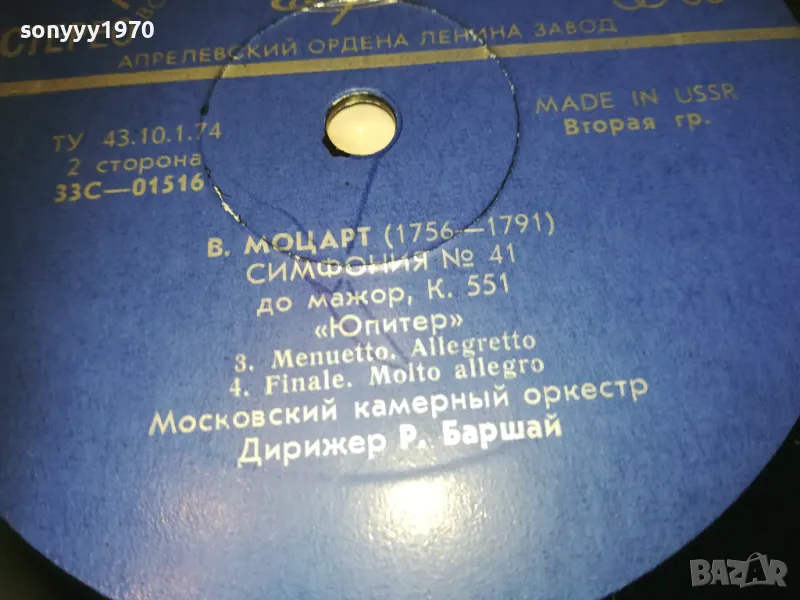 sonyyy1970
СТЕРЕО
АПРЕЛЕВСКИЙ ОРДЕНА ЛЕНИНА ЗАВОД
ТУ 43.10.1.74
2 сторона
33С—01516
MADE IN USSR
Вторая гр.
В. МОЦАРТ (1756—1791)
СИМФОНИЯ № 41
до мажор, К. 551
«Юпитер»
3. Menuetto. Allegretto
4. Finale. Molto allegro
Московский камерный оркестр
Дирижер Р. Баршай
BAZAR